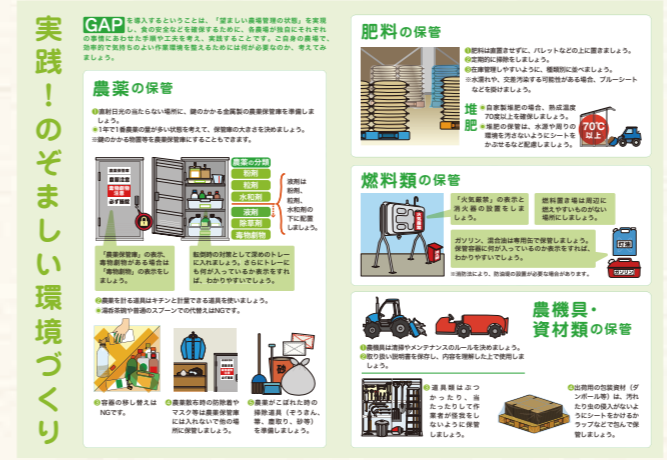 実践！のぞましい環境づくり
GAPを導入するということは、「望ましい農場管理の状態」を実現
し、食の安全などを確保するために、各農場が独自にそれぞれ
の事情にあわせた手順や工夫を考え、実践することです。ご自身の農場で、
効率的で気持ちのよい作業環境を整えるためには何が必要なのか、考えてみ
ましょう。
農薬の保管
❶直射日光の当たらない場所に、鍵のかかる金属製の農薬保管庫を準備しま
しょう。
●1年で1番農薬の量が多い状態を考えて、保管庫の大きさを決めましょう。
※鍵のかかる物置等を農薬保管庫にすることもできます。
農薬保管庫
農薬注意
毒物劇物
注意
必ず施錠
農薬の分類
粉剤
粒剤
水和剤
液剤
除草剤
毒物劇物
液剤は
粉剤、
粒剤、
水和剤の
下に配置
しましょう。
「農薬保管庫」の表示、
毒物劇物がある場合は
「毒物劇物」の表示をし
ましょう。
転倒時の対策として深めのトレー
に入れましょう。さらにトレーに
も何が入っているか表示をすれ
ば、わかりやすいでしょう。
❷農薬を計る道具はキチンと計量できる道具を使いましょう。
●湯呑茶碗や普通のスプーンでの代替えはNGです。
❸容器の移し替えは
NGです。
❹農薬散布時の防除着や
マスク等は農薬保管庫
には入れないで他の場
所に保管しましょう。
❺農薬がこぼれた時の
掃除道具（ぞうきん、
箒、塵取り、砂等）
を準備しましょう。
砂
肥料の保管
❶肥料は直置きせずに、パレットなどの上に置きましょう。
❷定期的に掃除をしましょう。
❸在庫管理しやすいように、種類別に並べましょう。
※水濡れや、交差汚染する可能性がある場合、ブルーシート
などを掛けましょう。
堆肥
●自家製堆肥の場合、熟成温度
70度以上を確保しましょう。
●堆肥の保管は、水源や周りの
環境を汚さないようにシートを
かぶせるなど配慮しましょう。
70℃
以上
燃料類の保管
火気厳禁
「火気厳禁」の表示と
消火器の設置をしま
しょう。
燃料置き場は周辺に
燃えやすいものがない
場所にしましょう。
ガソリン、混合油は専用缶で保管しましょう。
保管容器に何が入っているのか表示をすれば、
わかりやすいでしょう。
※消防法により、防油堤の設置が必要な場合があります。
灯油
ガソリン
農機具・
資材類の保管
❶農機具は清掃やメンテナンスのルールを決めましょう。
❷取り扱い説明書を保存し、内容を理解した上で使用しま
しょう。
❸道具類はぶつ
かったり、当
たったりして作
業者が怪我をし
ないように保管
しましょう。
❹出荷用の包装資材（ダ
ンボール等）は、汚れ
たり虫の侵入がないよ
うにシートをかけるか
ラップなどで包んで保
管しましょう。